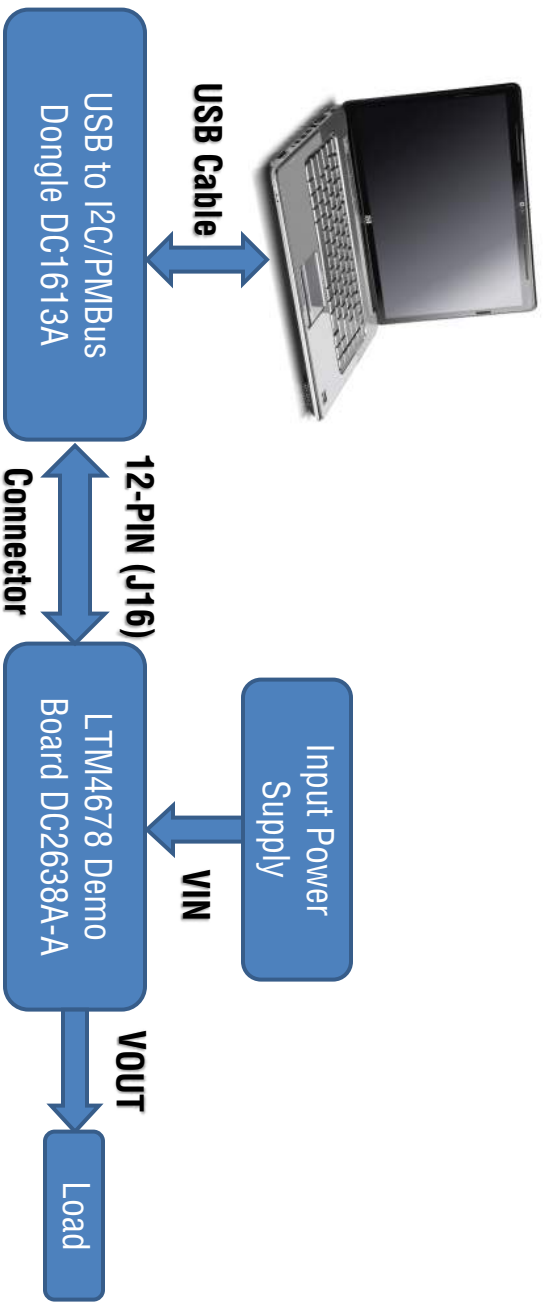 USB Cable
USB to I2C/PMBus
Dongle DC1613A
12-PIN (J16)
Connector
Input Power
Supply
VIN
LTM4678 Demo
Board DC2638A-A
VOUT
Load